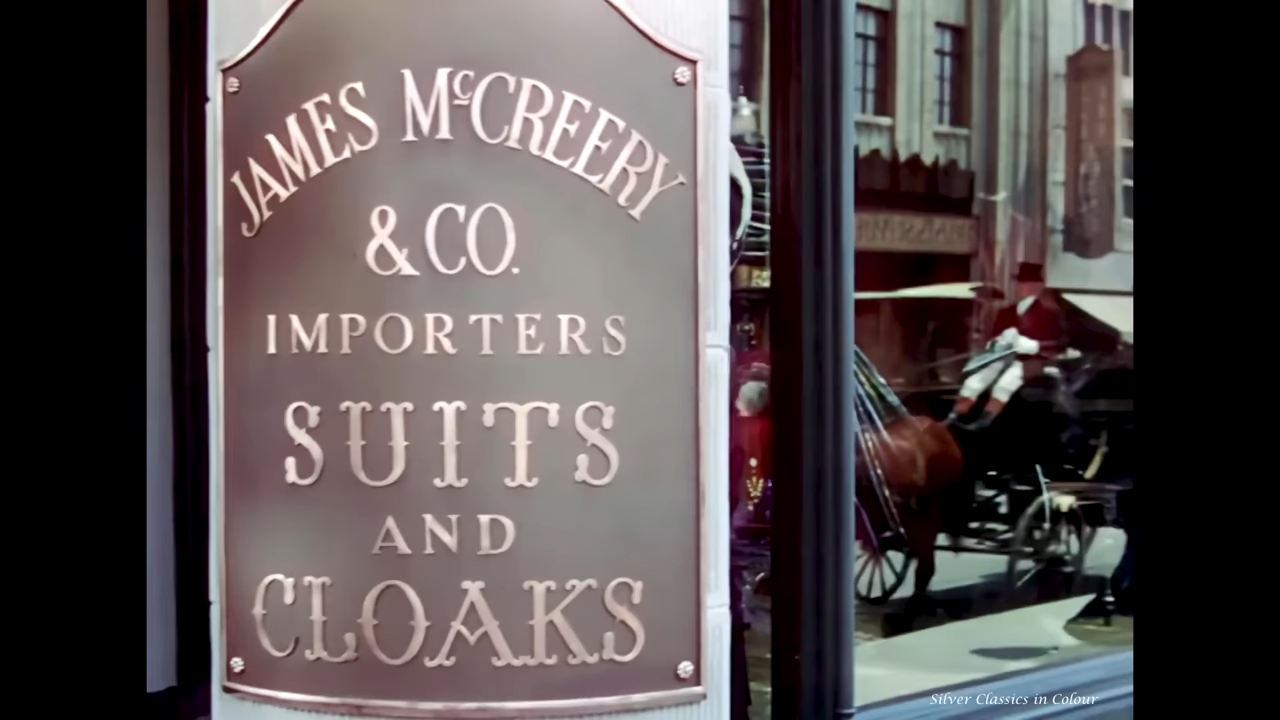 JAMES McCREERY
& CO.
IMPORTERS
SUITS
AND
CLOAKS
Silver Classics in Colour